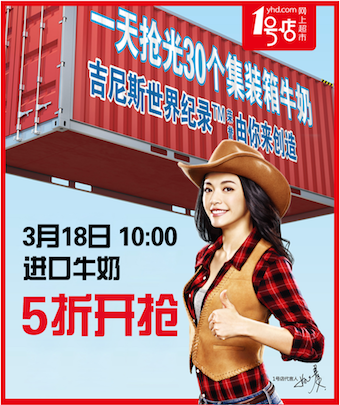 yhd.com
1号店
网上超市
一天抢光30个集装箱牛奶
吉尼斯世界纪录™荣誉由你来创造
3月18日 10:00
进口牛奶
5折开抢
1号店代言人